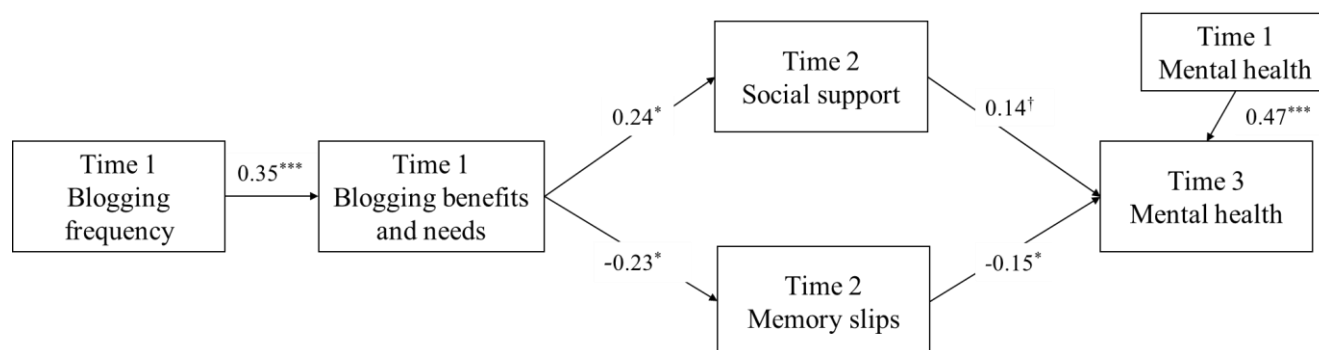 Time 1
Blogging
frequency
0.35***
Time 1
Blogging benefits
and needs
0.24*
-0.23*
Time 2
Social support
Time 2
Memory slips
0.14†
-0.15*
Time 1
Mental health
0.47***
Time 3
Mental health